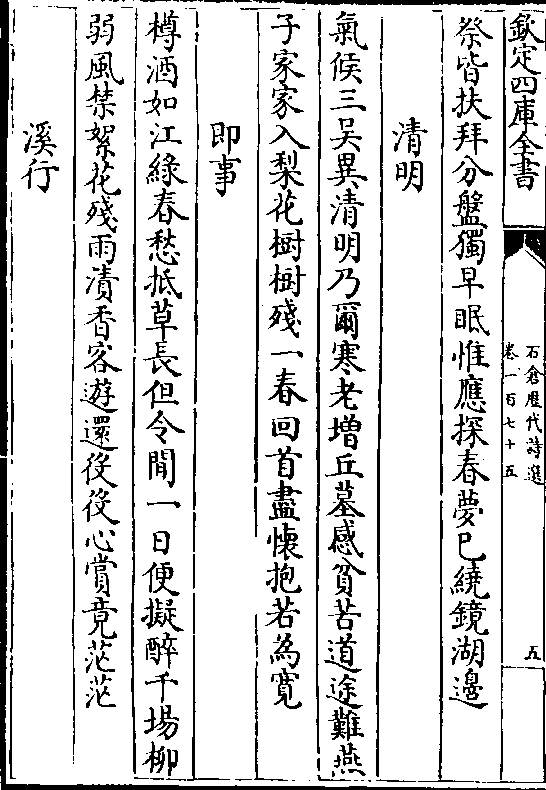 欽定四庫全書
石倉歷代詩選
卷一百七十五
五
祭皆扶拜分盤獨早眠惟應探春夢已繞鏡湖邊
清明
氣候三吳異清明乃爾寒老增丘墓感貧苦道途難燕
子家家入梨花樹樹殘一春回首盡懷抱若為寛
即事
樽酒如江綠春愁抵草長但令閒一日便擬醉千場柳
弱風禁絮花殘雨漬香客遊還役役心賞竟茫茫
溪行